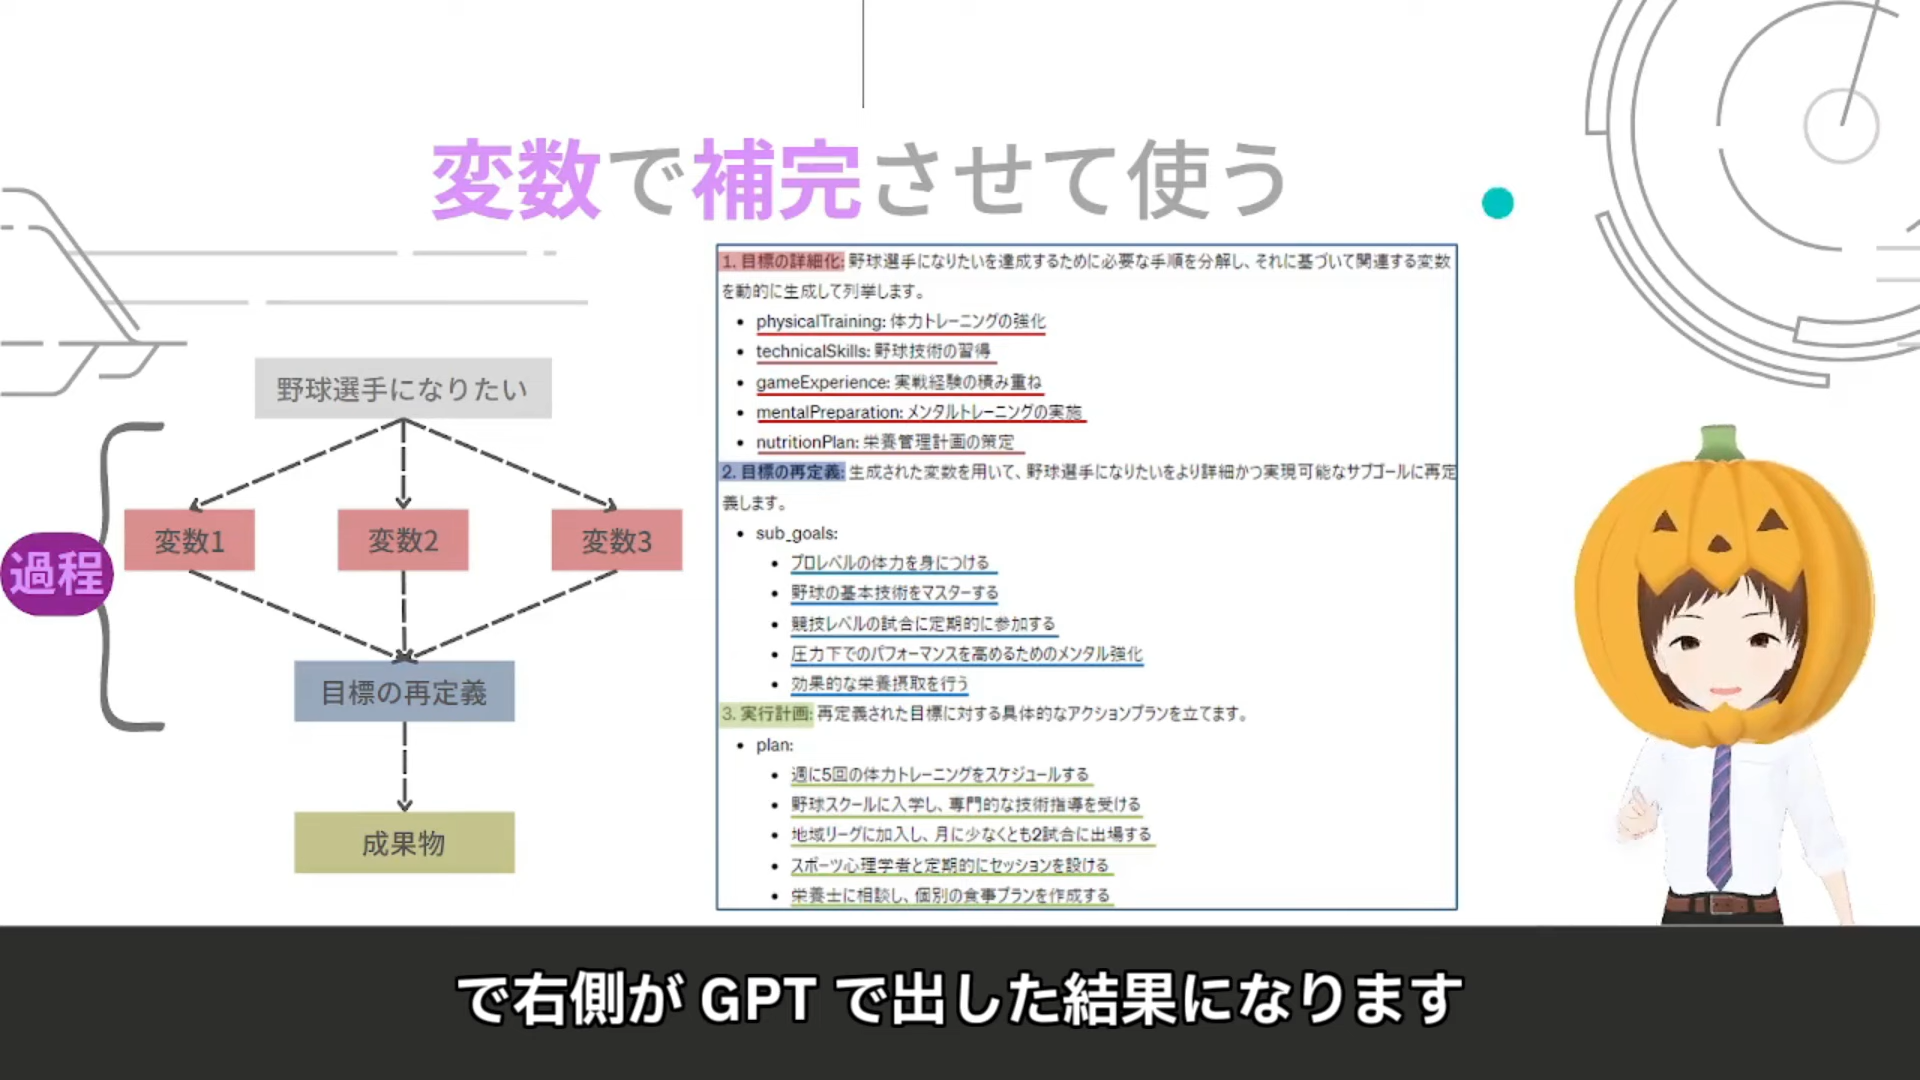 変数で補完させて使う
野球選手になりたい
変数1
変数2
変数3
過程
目標の再定義
成果物
1. 目標の詳細化: 野球選手になりたいを達成するために必要な手順を分解し、それに基づいて関連する変数
を動的に生成して列挙します。
• physicalTraining: 体力トレーニングの強化
• technicalSkills: 野球技術の習得
• gameExperience: 実戦経験の積み重ね
• mentalPreparation: メンタルトレーニングの実施
• nutritionPlan: 栄養管理計画の策定
2. 目標の再定義: 生成された変数を用いて、野球選手になりたいをより詳細かつ実現可能なサブゴールに再定
義します。
• sub_goals:
• プロレベルの体力を身につける
• 野球の基本技術をマスターする
• 競技レベルの試合に定期的に参加する
• 圧力下でのパフォーマンスを高めるためのメンタル強化
• 効果的な栄養摂取を行う
3. 実行計画: 再定義された目標に対する具体的なアクションプランを立てます。
• plan:
• 週に5回の体力トレーニングをスケジュールする
• 野球スクールに入学し、専門的な技術指導を受ける
• 地域リーグに加入し、月に少なくとも2試合に出場する
• スポーツ心理学者と定期的にセッションを設ける
• 栄養士に相談し、個別の食事プランを作成する
で右側が GPT で出した結果になります